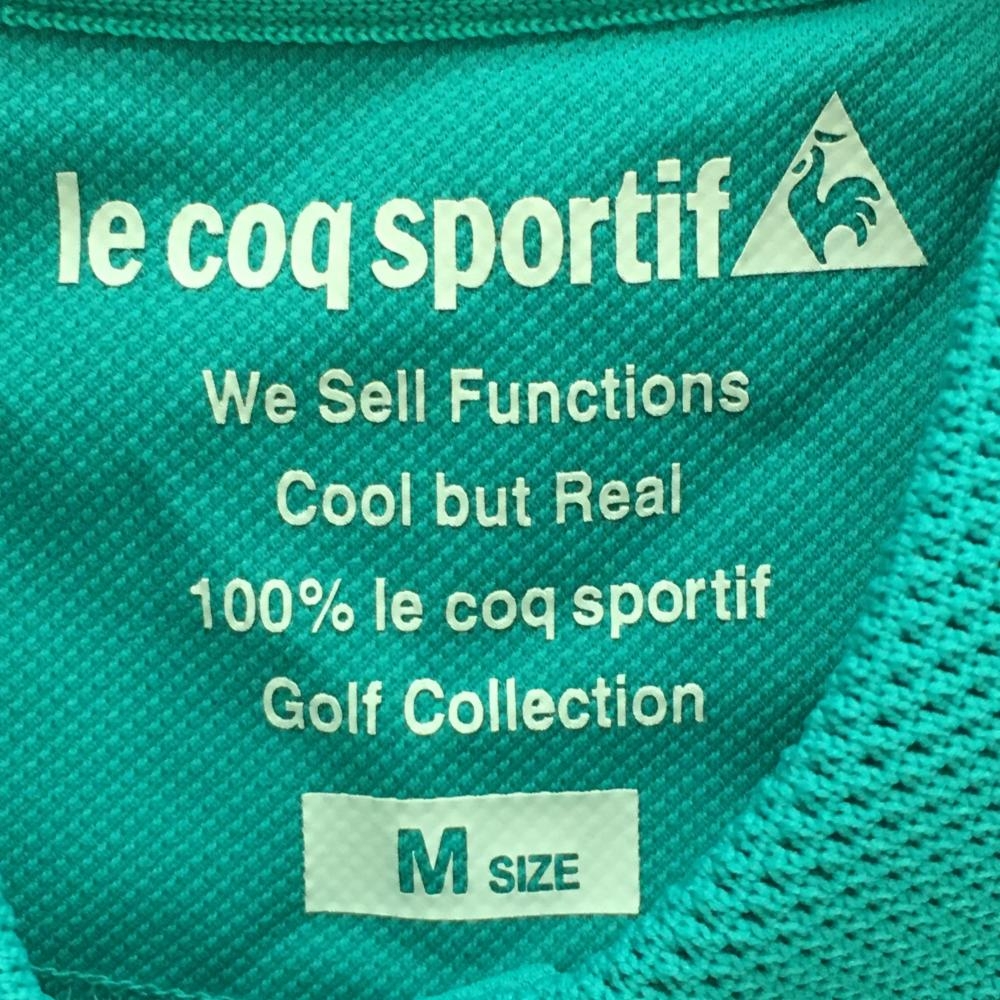 le coq sportif
We Sell Functions
Cool but Real
100% le coq sportif
Golf Collection
M SIZE